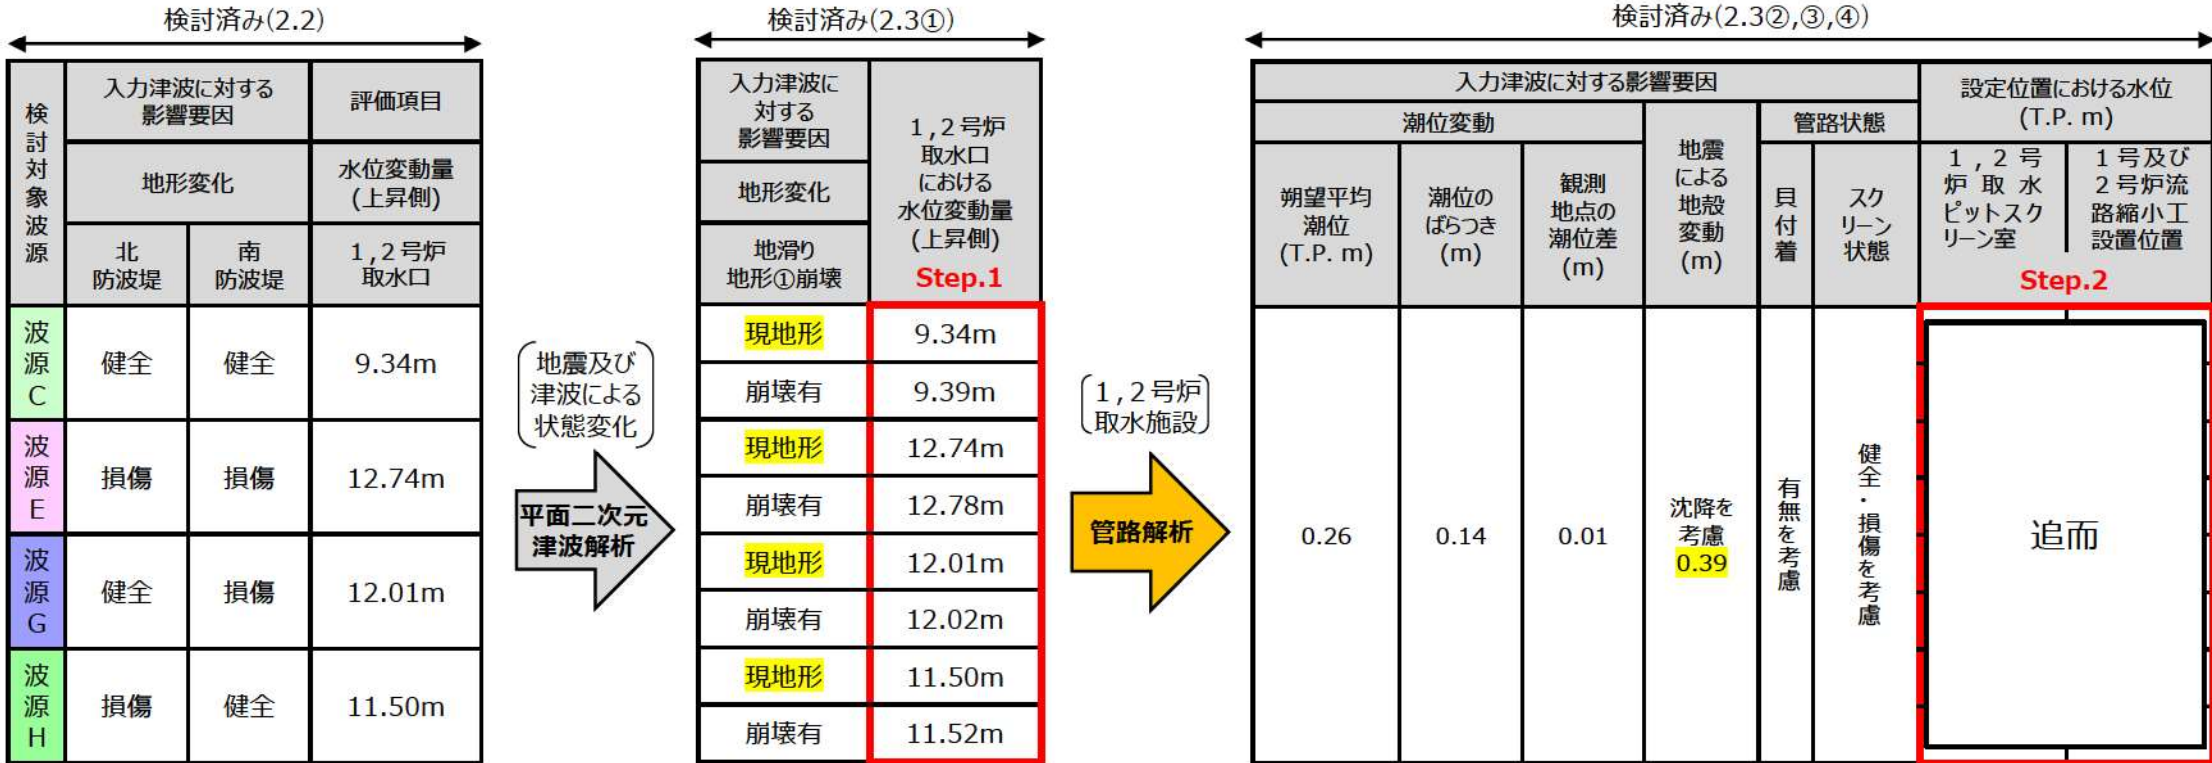 検討済み(2.2)
検討対象波源
入力津波に対する
影響要因
評価項目
地形変化
水位変動量
(上昇側)
北
防波堤
南
防波堤
1,2号炉
取水口
波源C
健全
健全
9.34m
波源E
損傷
損傷
12.74m
波源G
健全
損傷
12.01m
波源H
損傷
健全
11.50m
地震及び
津波による
状態変化
平面二次元
津波解析
検討済み(2.3①)
入力津波に
対する
影響要因
地形変化
地滑り
地形①崩壊
1,2号炉
取水口
における
水位変動量
(上昇側)
Step.1
現地形
9.34m
崩壊有
9.39m
現地形
12.74m
崩壊有
12.78m
現地形
12.01m
崩壊有
12.02m
現地形
11.50m
崩壊有
11.52m
1,2号炉
取水施設
管路解析
検討済み(2.3②,③,④)
入力津波に対する影響要因
設定位置における水位
(T.P. m)
潮位変動
地震
による
地殻
変動
(m)
管路状態
朔望平均
潮位
(T.P. m)
潮位の
ばらつき
(m)
観測
地点の
潮位差
(m)
貝付着
スク
リーン
状態
1,2号
炉取水
ピットスク
リーン室
1号及び
2号炉流
路縮小工
設置位置
Step.2
0.26
0.14
0.01
沈降を
考慮
0.39
有無を考慮
健全・損傷を考慮
追而